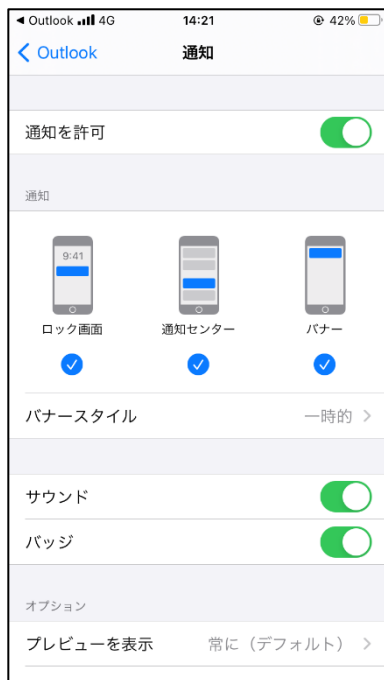 Outlook 4G 14:21 42%
Outlook 通知
通知を許可
通知
9:41
ロック画面 通知センター バナー
バナースタイル 一時的
サウンド
バッジ
オプション
プレビューを表示 常に（デフォルト）